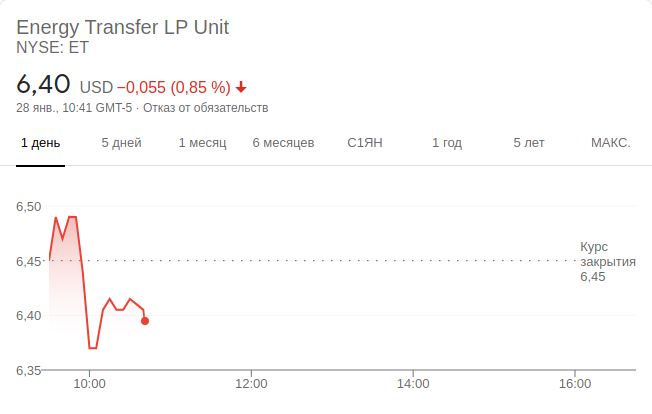 Energy Transfer LP Unit
NYSE: ET
6,40 USD −0,055 (0,85 %)
28 янв., 10:41 GMT-5 · Отказ от обязательств
1 день 5 дней 1 месяц 6 месяцев С1ЯН 1 год 5 лет МАКС.
6,50
6,45
6,40
6,35
Курс
закрытия
6,45
10:00 12:00 14:00 16:00